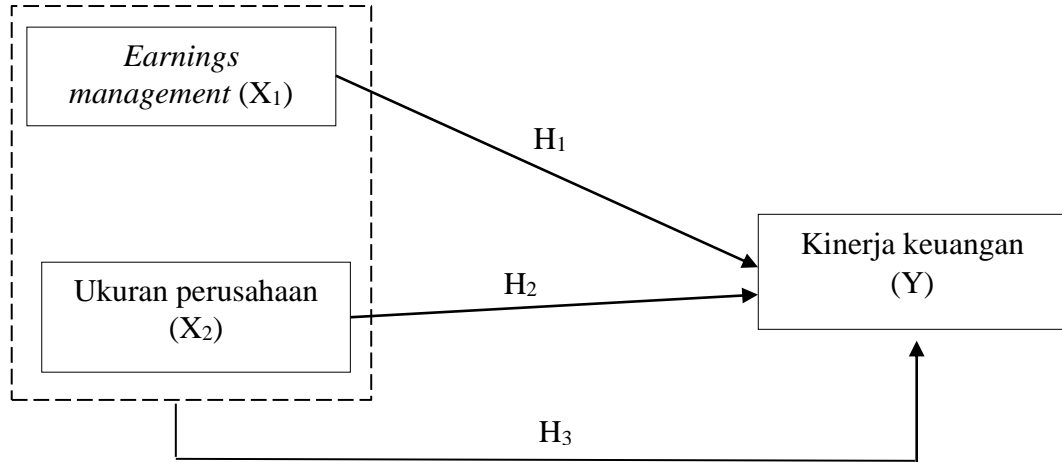 Earnings
management (X₁)
H₁
Kinerja keuangan
(Y)
Ukuran perusahaan
(X₂)
H₂
H₃